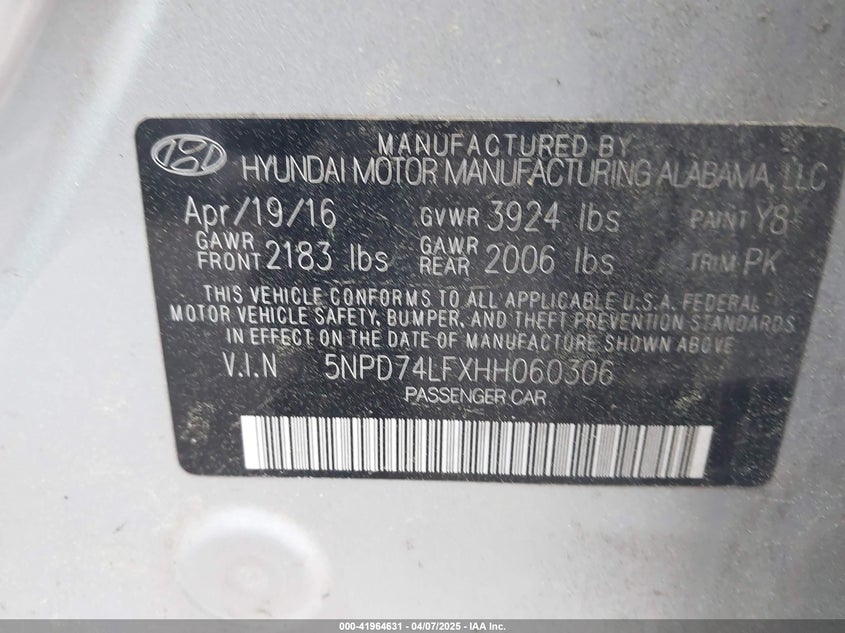 MANUFACTURED BY
HYUNDAI MOTOR MANUFACTURING ALABAMA, LLC
Apr/19/16 GVWR 3924 lbs PAINT Y8
GAWR FRONT 2183 lbs GAWR REAR 2006 lbs TRIM PK
THIS VEHICLE CONFORMS TO ALL APPLICABLE U.S.A. FEDERAL
MOTOR VEHICLE SAFETY, BUMPER, AND THEFT PREVENTION STANDARDS
IN EFFECT ON THE DATE OF MANUFACTURE SHOWN ABOVE
V.I.N 5NPD74LFXHH060306
PASSENGER CAR
000-41964631 - 04/07/2025 - IAA Inc.